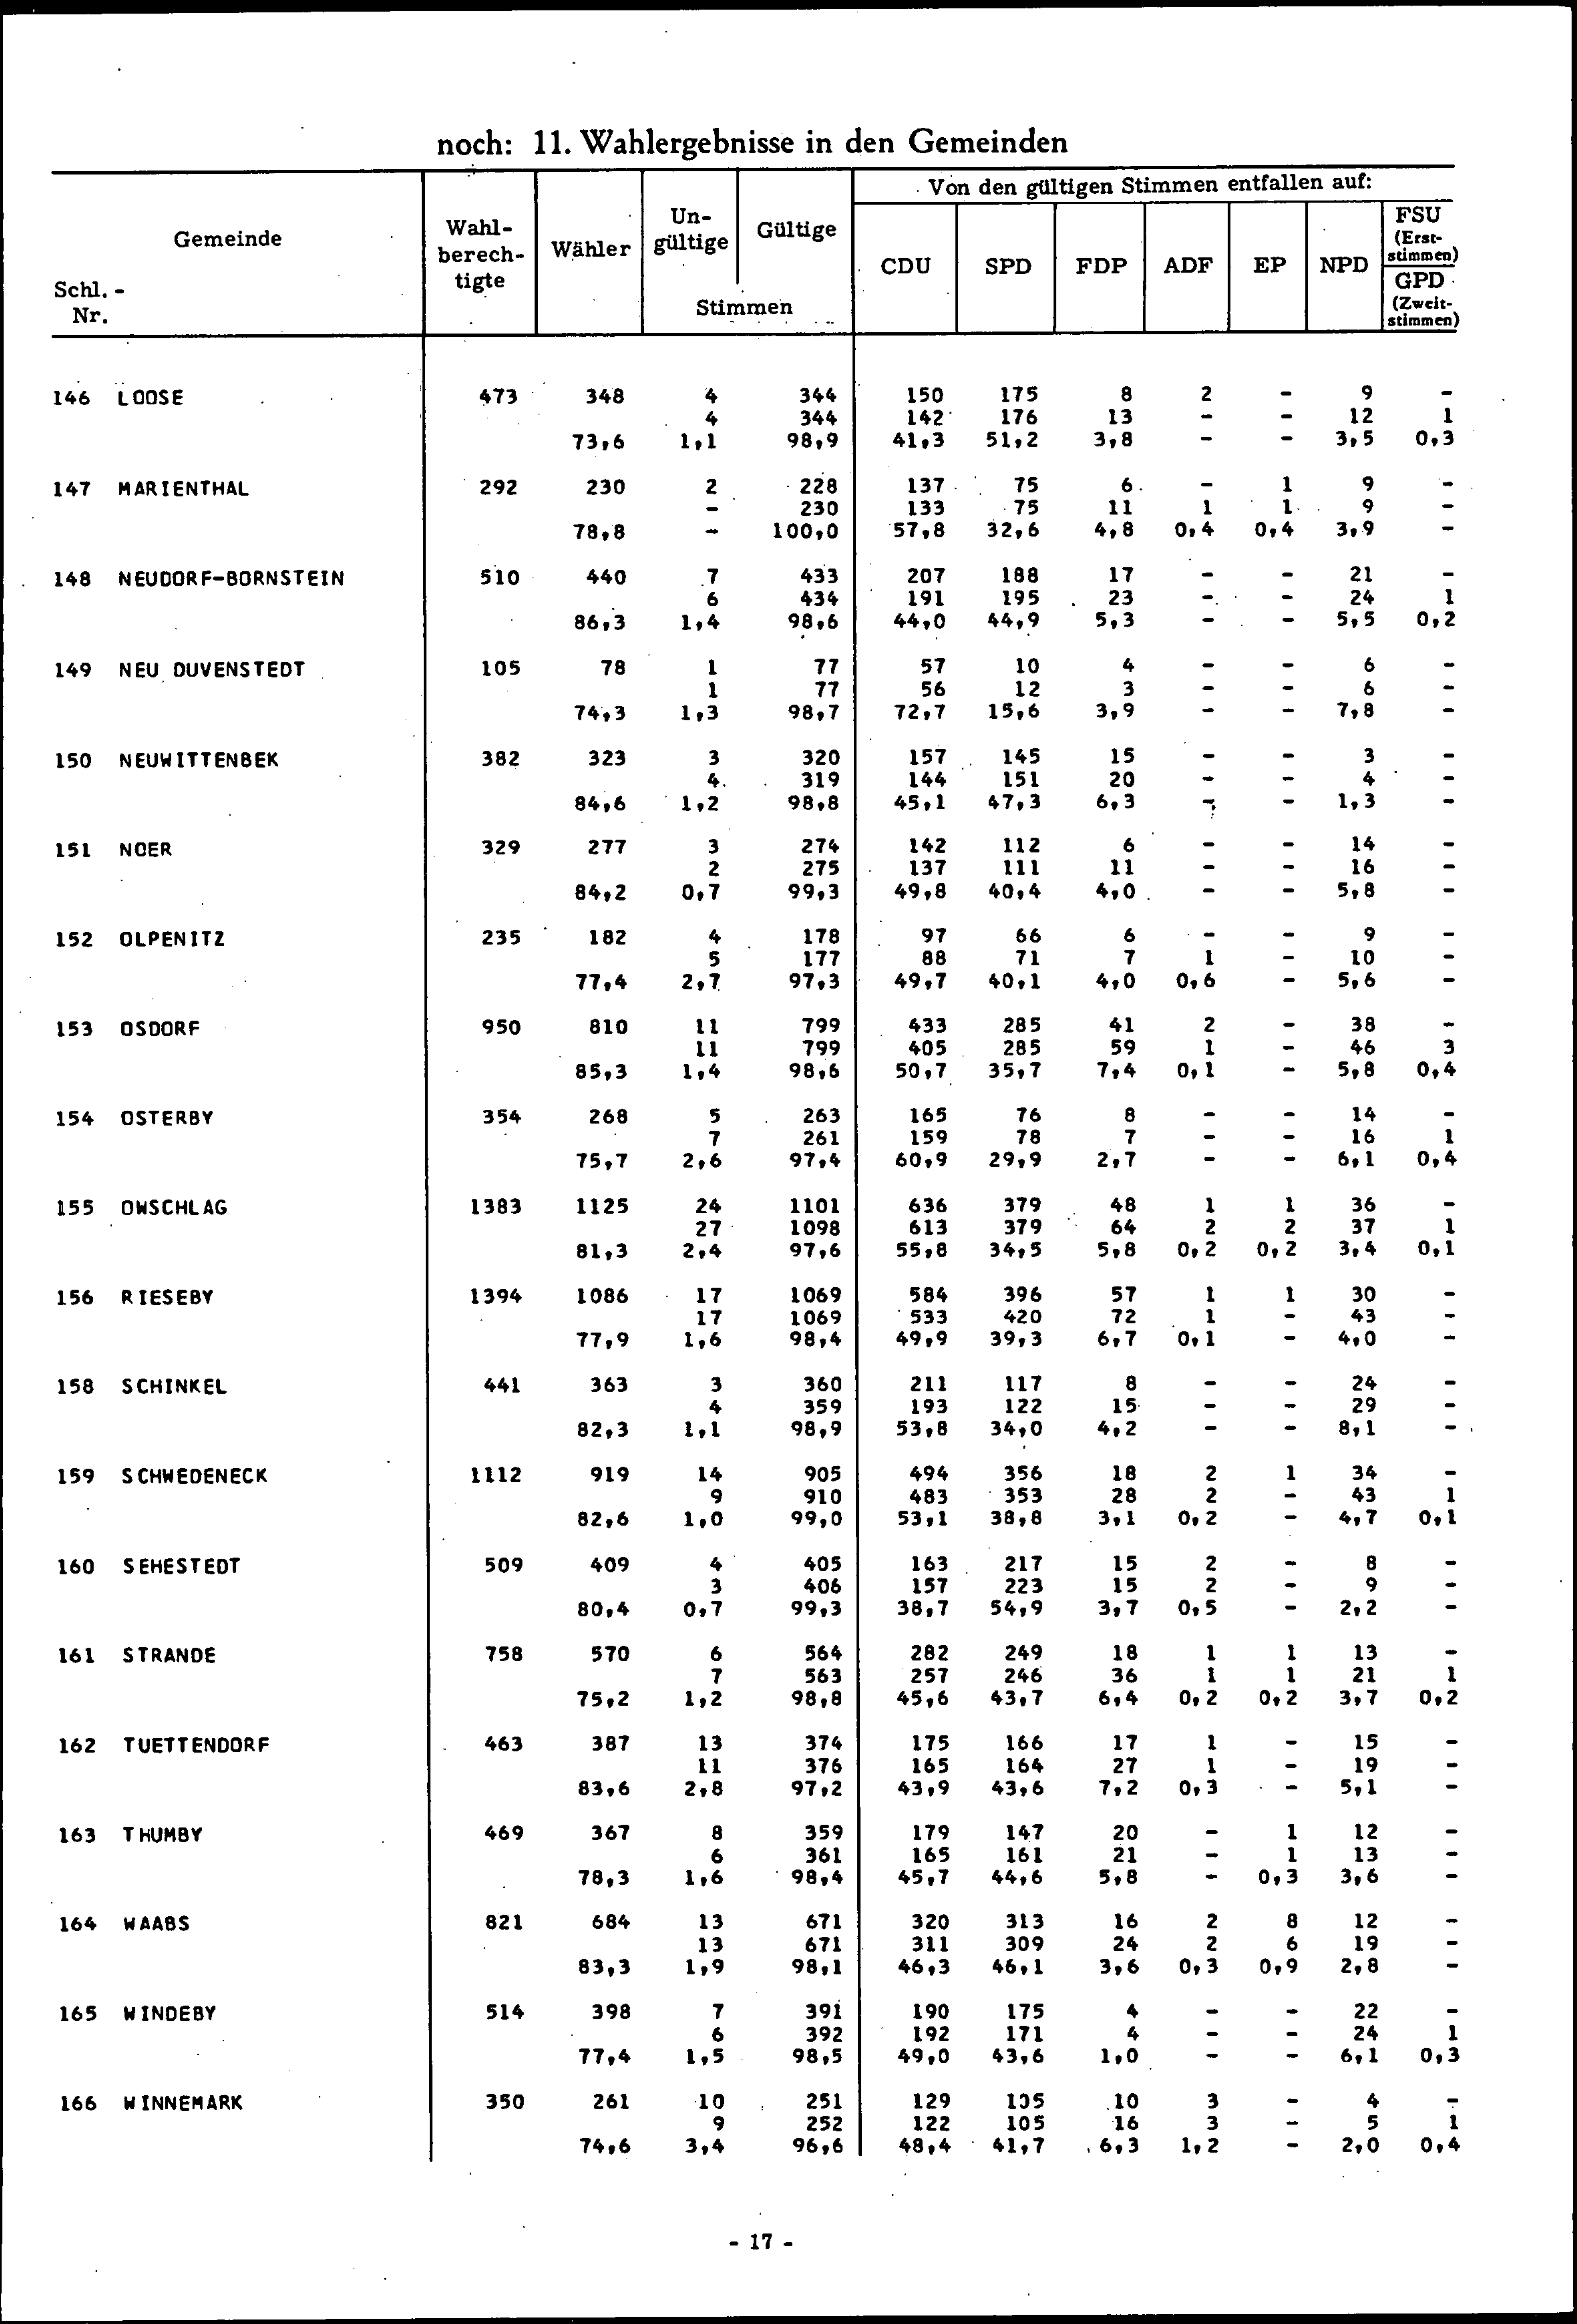 noch: 11. Wahlergebnisse in den Gemeinden
Von den gültigen Stimmen entfallen auf:
Gemeinde
Schl.-
Nr.
Wahl-
berech-
tigte
Wähler
Un-
gültige
Gültige
Stimmen
CDU SPD FDP ADF EP NPD
FSU
(Erst-
stimmen)
GPD
(Zweit-
stimmen)
146 LOOSE 473 348 4 344 150 175 8 2 - 9 -
4 344 142 176 13 - - 12 1
73,6 1,1 98,9 41,3 51,2 3,8 - - 3,5 0,3
147 MARIENTHAL 292 230 2 228 137 75 6 - 1 9 -
- 230 133 75 11 1 1 9 -
78,8 - 100,0 57,8 32,6 4,8 0,4 0,4 3,9 -
148 NEUDORF-BORNSTEIN 510 440 7 433 207 188 17 - - 21 -
6 434 191 195 23 - - 24 1
86,3 1,4 98,6 44,0 44,9 5,3 - - 5,5 0,2
149 NEU DUVENSTEDT 105 78 1 77 57 10 4 - - 6 -
1 77 56 12 3 - - 6 -
74,3 1,3 98,7 72,7 15,6 3,9 - - 7,8 -
150 NEUWITTENBEK 382 323 3 320 157 145 15 - - 3 -
4 319 144 151 20 - - 4 -
84,6 1,2 98,8 45,1 47,3 6,3 - - 1,3 -
151 NOER 329 277 3 274 142 112 6 - - 14 -
2 275 137 111 11 - - 16 -
84,2 0,7 99,3 49,8 40,4 4,0 - - 5,8 -
152 OLPENITZ 235 182 4 178 97 66 6 - - 9 -
5 177 88 71 7 1 - 10 -
77,4 2,7 97,3 49,7 40,1 4,0 0,6 - 5,6 -
153 OSDORF 950 810 11 799 433 285 41 2 - 38 -
11 799 405 285 59 1 - 46 3
85,3 1,4 98,6 50,7 35,7 7,4 0,1 - 5,8 0,4
154 OSTERBY 354 268 5 263 165 76 8 - - 14 -
7 261 159 78 7 - - 16 1
75,7 2,6 97,4 60,9 29,9 2,7 - - 6,1 0,4
155 OWSCHLAG 1383 1125 24 1101 636 379 48 1 1 36 -
27 1098 613 379 64 2 2 37 1
81,3 2,4 97,6 55,8 34,5 5,8 0,2 0,2 3,4 0,1
156 RIESEBY 1394 1086 17 1069 584 396 57 1 1 30 -
17 1069 533 420 72 1 - 43 -
77,9 1,6 98,4 49,9 39,3 6,7 0,1 - 4,0 -
158 SCHINKEL 441 363 3 360 211 117 8 - - 24 -
4 359 193 122 15 - - 29 -
82,3 1,1 98,9 53,8 34,0 4,2 - - 8,1 -
159 SCHWEDENECK 1112 919 14 905 494 356 18 2 1 34 -
9 910 483 353 28 2 - 43 1
82,6 1,0 99,0 53,1 38,8 3,1 0,2 - 4,7 0,1
160 SEHESTEDT 509 409 4 405 163 217 15 2 - 8 -
3 406 157 223 15 2 - 9 -
80,4 0,7 99,3 38,7 54,9 3,7 0,5 - 2,2 -
161 STRANDE 758 570 6 564 282 249 18 1 1 13 -
7 563 257 246 36 1 1 21 1
75,2 1,2 98,8 45,6 43,7 6,4 0,2 0,2 3,7 0,2
162 TUETTENDORF 463 387 13 374 175 166 17 1 - 15 -
11 376 165 164 27 1 - 19 -
83,6 2,8 97,2 43,9 43,6 7,2 0,3 - 5,1 -
163 THUMBY 469 367 8 359 179 147 20 - 1 12 -
6 361 165 161 21 - 1 13 -
78,3 1,6 98,4 45,7 44,6 5,8 - 0,3 3,6 -
164 WAABS 821 684 13 671 320 313 16 2 8 12 -
13 671 311 309 24 2 6 19 -
83,3 1,9 98,1 46,3 46,1 3,6 0,3 0,9 2,8 -
165 WINDEBY 514 398 7 391 190 175 4 - - 22 -
6 392 192 171 4 - - 24 1
77,4 1,5 98,5 49,0 43,6 1,0 - - 6,1 0,3
166 WINNEMARK 350 261 10 251 129 105 10 3 - 4 -
9 252 122 105 16 3 - 5 1
74,6 3,4 96,6 48,4 41,7 6,3 1,2 - 2,0 0,4
- 17 -